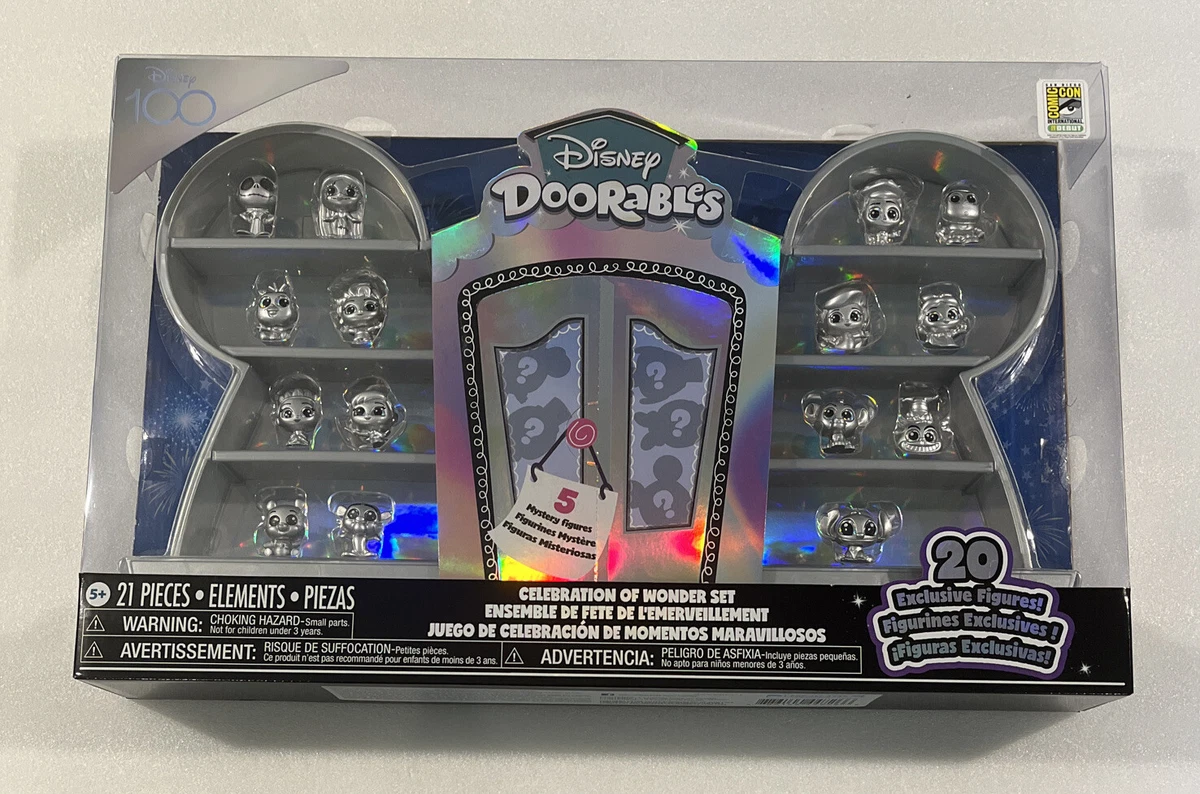 Disney
100
SAN DIEGO
COMIC CON
INTERNATIONAL
DEBUT
Disney
Doorables
?
?
?
?
?
5
Mystery figures
Figurines Mystère
Figuras Misteriosas
20
Exclusive Figures!
Figurines Exclusives !
¡Figuras Exclusivas!
5+ 21 PIECES • ELEMENTS • PIEZAS
CELEBRATION OF WONDER SET
ENSEMBLE DE FETE DE L'EMERVEILLEMENT
JUEGO DE CELEBRACIÓN DE MOMENTOS MARAVILLOSOS
WARNING: CHOKING HAZARD-Small parts.
Not for children under 3 years.
AVERTISSEMENT: RISQUE DE SUFFOCATION-Petites pièces.
Ce produit n'est pas recommandé pour enfants de moins de 3 ans.
ADVERTENCIA: PELIGRO DE ASFIXIA-Incluye piezas pequeñas.
No apto para niños menores de 3 años.